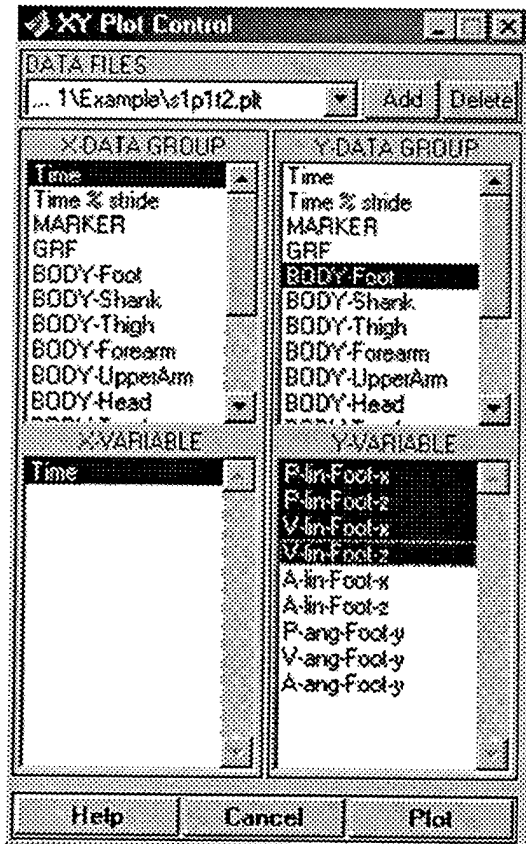 XY Plot Control
DATA FILES
... 1\Example\s1p1t2.plt
Add
Delete
X-DATA GROUP
Time
Time % stride
MARKER
GRF
BODY-Foot
BODY-Shank
BODY-Thigh
BODY-Forearm
BODY-UpperArm
BODY-Head
Y-DATA GROUP
Time
Time % stride
MARKER
GRF
BODY-Foot
BODY-Shank
BODY-Thigh
BODY-Forearm
BODY-UpperArm
BODY-Head
X-VARIABLE
Time
Y-VARIABLE
P-lin-Foot-x
P-lin-Foot-z
V-lin-Foot-x
V-lin-Foot-z
A-lin-Foot-x
A-lin-Foot-z
P-ang-Foot-y
V-ang-Foot-y
A-ang-Foot-y
Help
Cancel
Plot